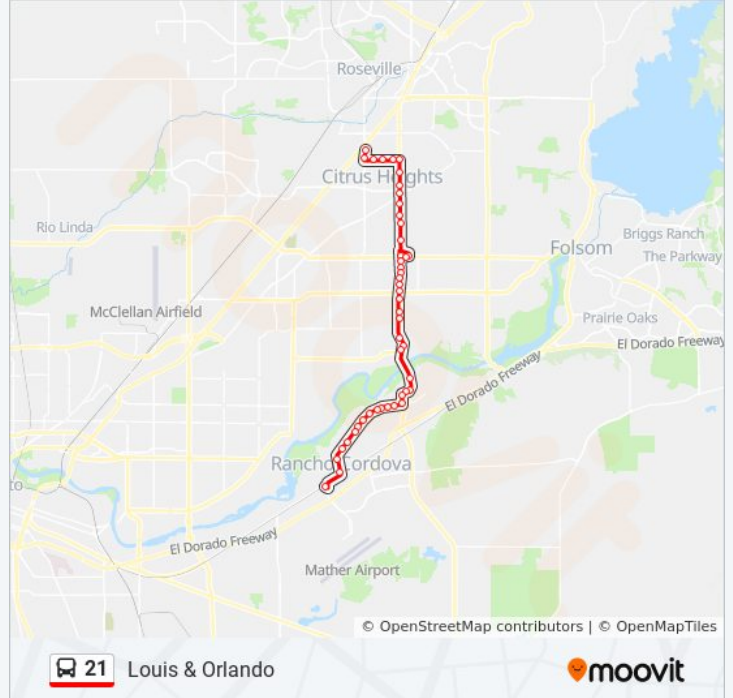 Roseville
Citrus Heights
Rio Linda
Briggs Ranch
Folsom
The Parkway
McClellan Airfield
Prairie Oaks
El Dorado Freeway
El Dorado Freeway
Rancho Cordova
to
El Dorado Freeway
Mather Airport
© OpenStreetMap contributors | © OpenMapTiles
21 Louis & Orlando
moovit